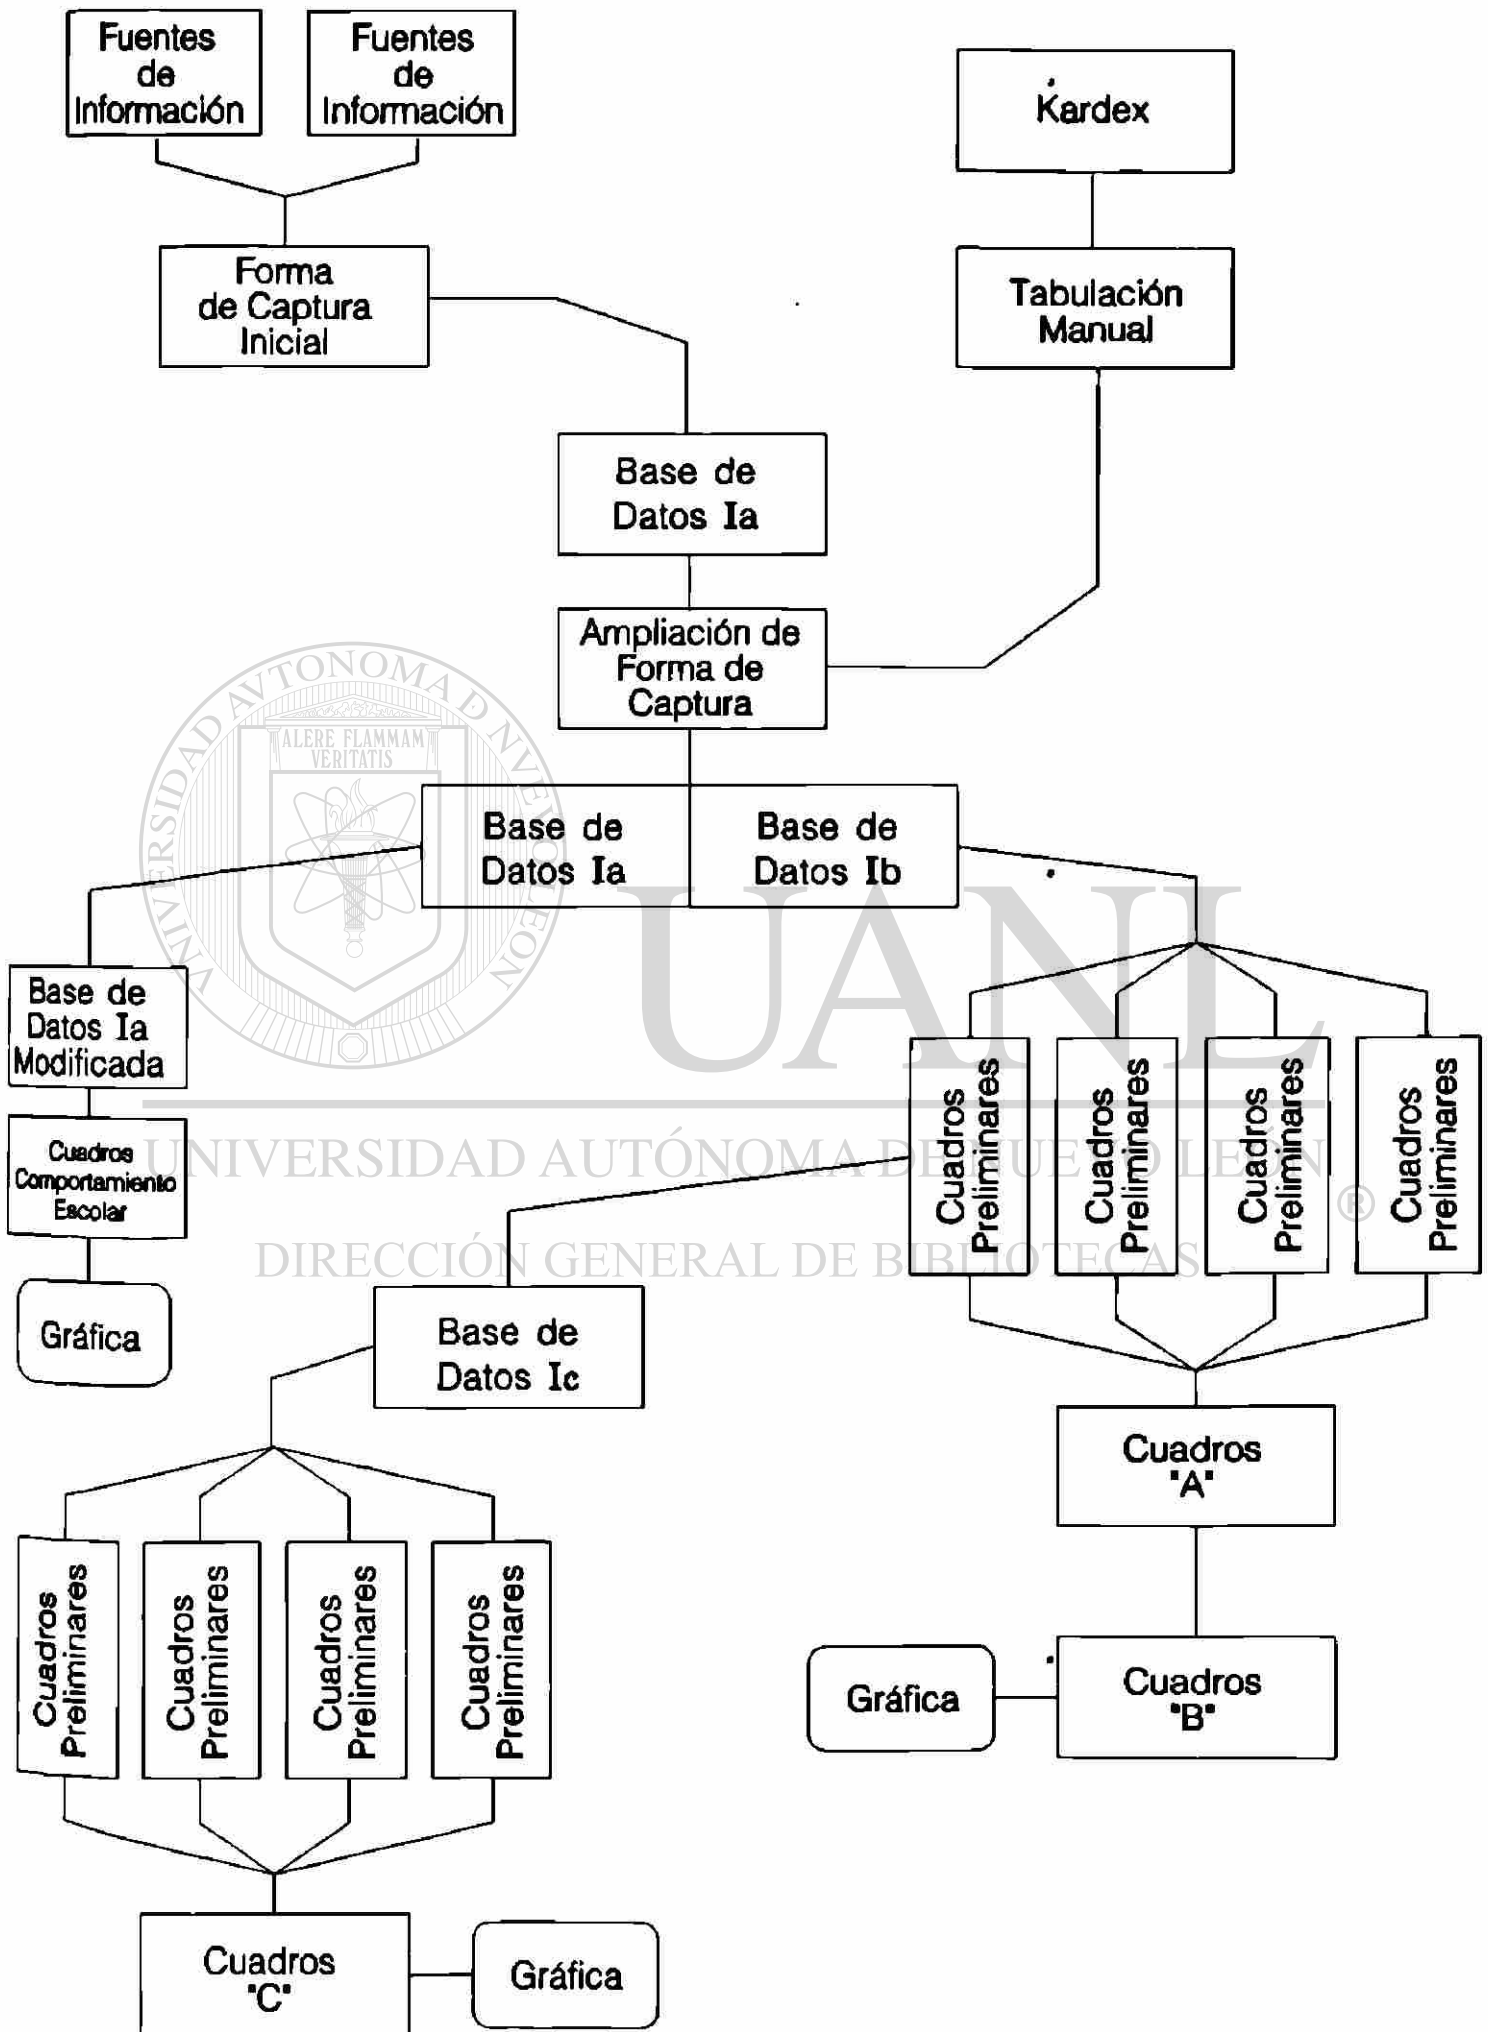 Fuentes
de
Información
Fuentes
de
Información
Kardex
Forma
de Captura
Inicial
Tabulación
Manual
Base de
Datos Ia
Ampliación de
Forma de
Captura
Base de
Datos Ia
Base de
Datos Ib
UNIVERSIDAD AVTONOMA D NVEVO LEON
ALERE FLAMMAM
VERITATIS
UANL
UNIVERSIDAD AUTÓNOMA DE NUEVO LEÓN
®
DIRECCIÓN GENERAL DE BIBLIOTECAS
Base de
Datos Ia
Modificada
Cuadros
Comportamiento
Escolar
Gráfica
Cuadros
Preliminares
Cuadros
Preliminares
Cuadros
Preliminares
Cuadros
Preliminares
Base de
Datos Ic
Cuadros
"A"
Cuadros
Preliminares
Cuadros
Preliminares
Cuadros
Preliminares
Cuadros
Preliminares
Gráfica
Cuadros
"B"
Cuadros
"C"
Gráfica